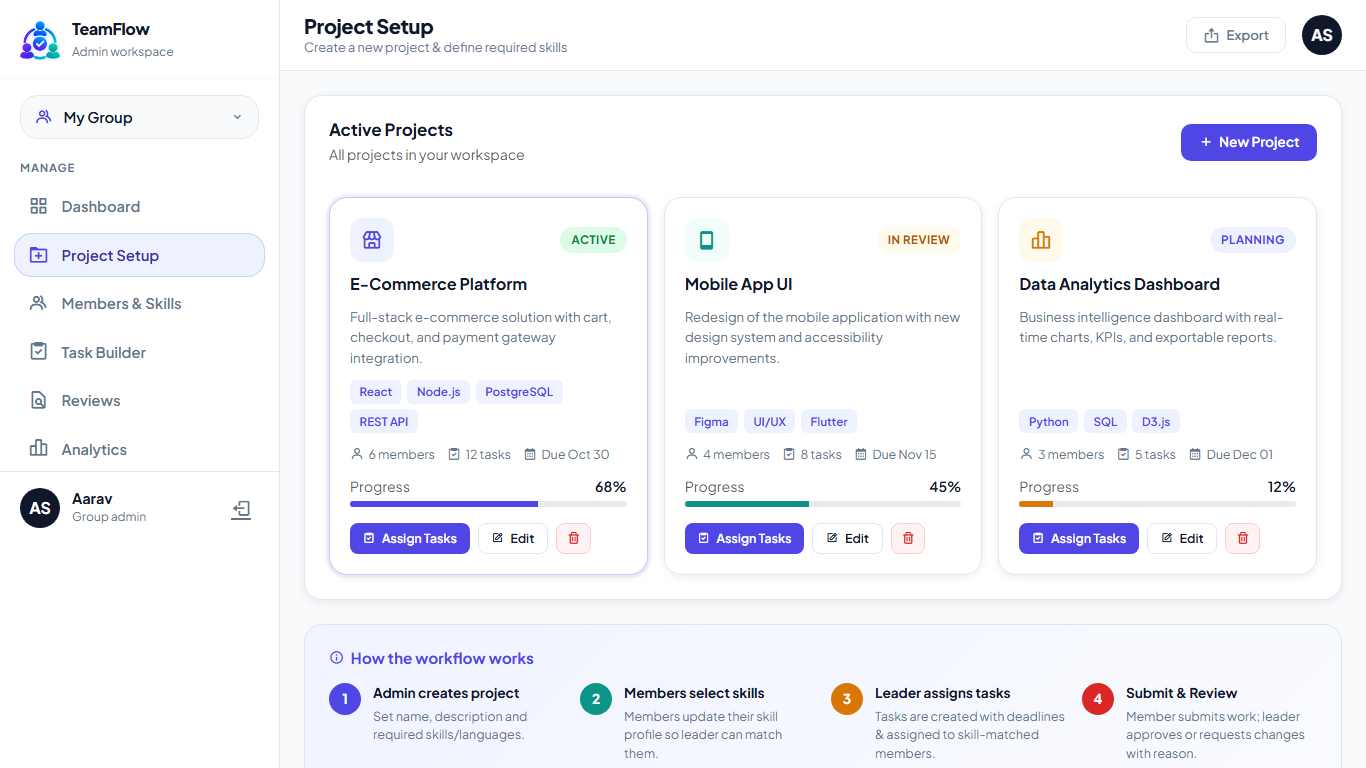 TeamFlow
Admin workspace
My Group
MANAGE
Dashboard
Project Setup
Members & Skills
Task Builder
Reviews
Analytics
AS
Aarav
Group admin
Project Setup
Create a new project & define required skills
Export
AS
Active Projects
All projects in your workspace
+ New Project
ACTIVE
E-Commerce Platform
Full-stack e-commerce solution with cart,
checkout, and payment gateway
integration.
React Node.js PostgreSQL
REST API
6 members 12 tasks Due Oct 30
Progress 68%
Assign Tasks Edit
IN REVIEW
Mobile App UI
Redesign of the mobile application with new
design system and accessibility
improvements.
Figma UI/UX Flutter
4 members 8 tasks Due Nov 15
Progress 45%
Assign Tasks Edit
PLANNING
Data Analytics Dashboard
Business intelligence dashboard with real-
time charts, KPIs, and exportable reports.
Python SQL D3.js
3 members 5 tasks Due Dec 01
Progress 12%
Assign Tasks Edit
How the workflow works
1
Admin creates project
Set name, description and
required skills/languages.
2
Members select skills
Members update their skill
profile so leader can match
them.
3
Leader assigns tasks
Tasks are created with deadlines
& assigned to skill-matched
members.
4
Submit & Review
Member submits work; leader
approves or requests changes
with reason.